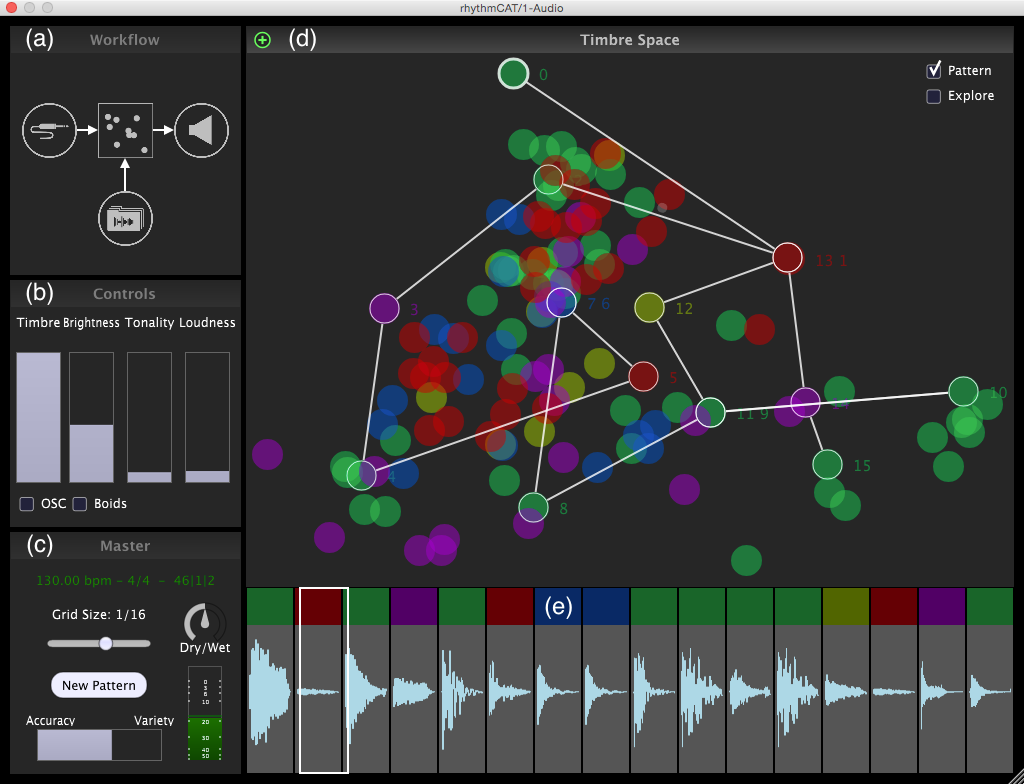 rhythmCAT/1-Audio
(a) Workflow
(b) Controls
Timbre Brightness Tonality Loudness
OSC Boids
(c) Master
130.00 bpm - 4/4 - 46|1|2
Grid Size: 1/16
Dry/Wet
New Pattern
Accuracy Variety
0
3
6
10
20
30
40
50
(d) Timbre Space
Pattern
Explore
0
13 1
3
7 6
12
5
11 9
10
4
15
8
(e)